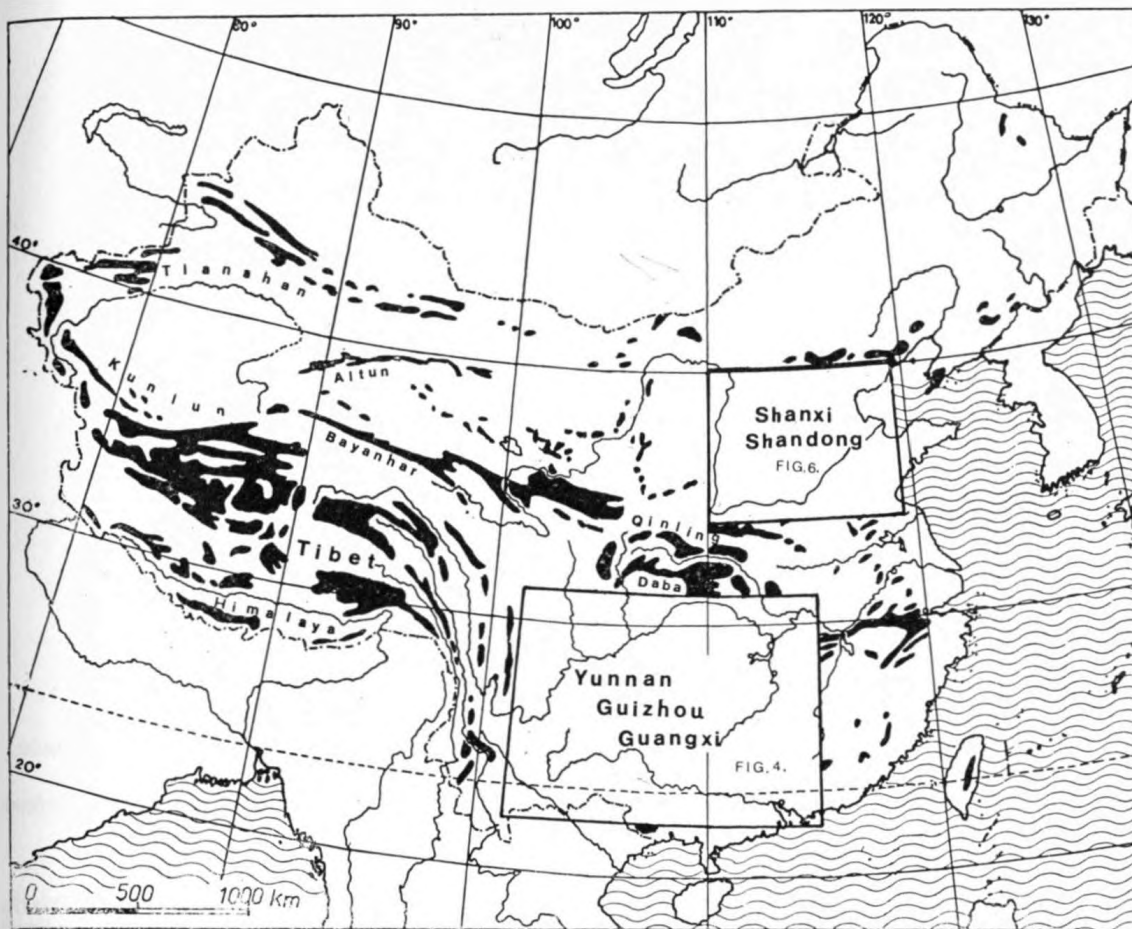 80°
90°
100°
110°
120°
130°
40°
Tianahan
Kunlun
Altun
Bayanhar
Shanxi
Shandong
FIG.6.
30°
Qinling
Tibet
Daba
Himalaya
Yunnan
Guizhou
Guangxi
FIG.4.
20°
0 500 1000 km